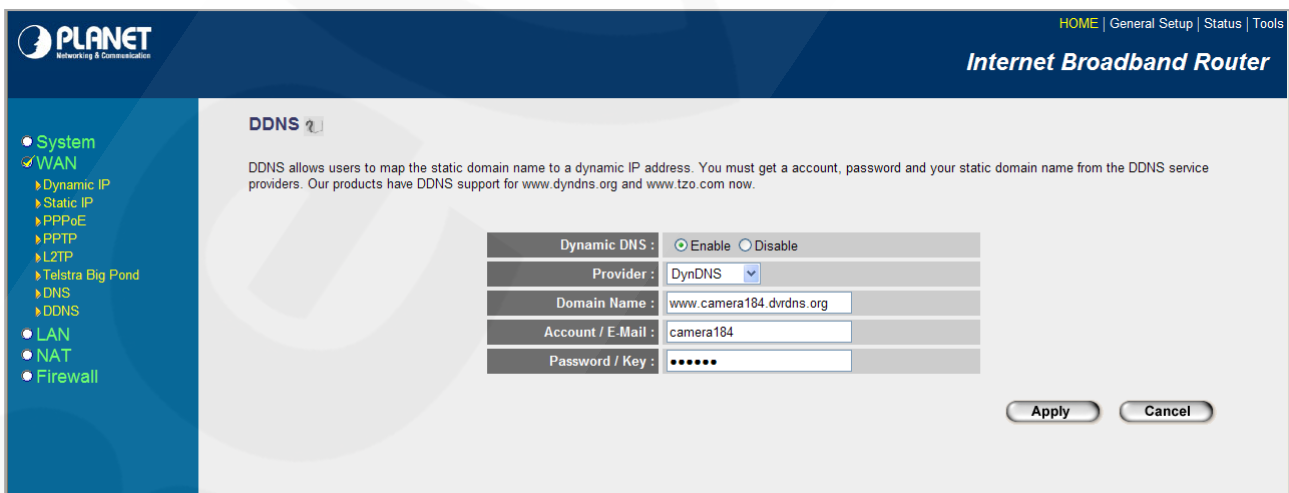 PLANET
Networking & Communication
HOME | General Setup | Status | Tools
Internet Broadband Router
System
WAN
Dynamic IP
Static IP
PPPoE
PPTP
L2TP
Telstra Big Pond
DNS
DDNS
LAN
NAT
Firewall
DDNS
DDNS allows users to map the static domain name to a dynamic IP address. You must get a account, password and your static domain name from the DDNS service
providers. Our products have DDNS support for www.dyndns.org and www.tzo.com now.
Dynamic DNS : Enable Disable
Provider : DynDNS
Domain Name : www.camera184.dvrdns.org
Account / E-Mail : camera184
Password / Key : ●●●●●●
Apply Cancel